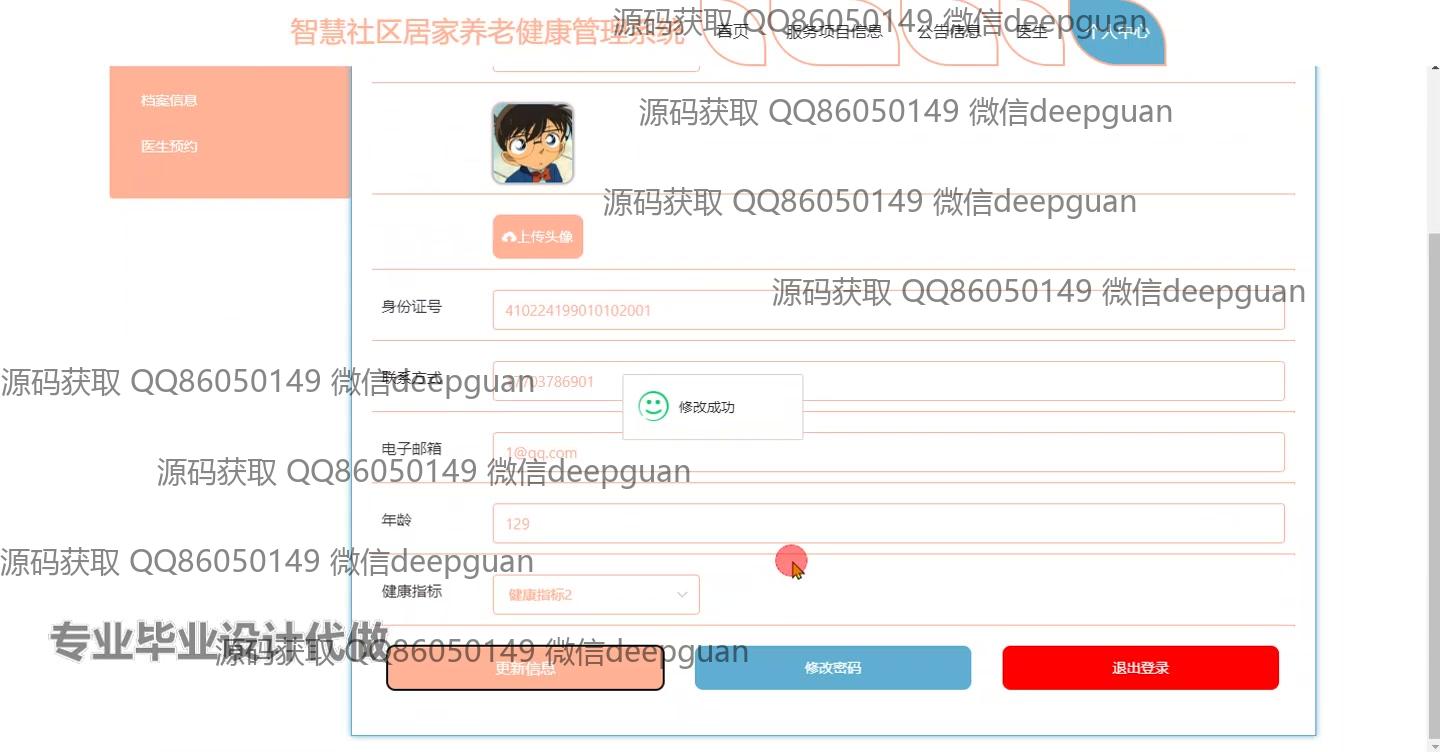 智慧社区居家养老健康管理系统
首页
服务项目信息
公告信息
医生
个人中心
源码获取 QQ86050149 微信deepguan
档案信息
医生预约
源码获取 QQ86050149 微信deepguan
源码获取 QQ86050149 微信deepguan
上传头像
源码获取 QQ86050149 微信deepguan
身份证号
410224199010102001
源码获取 QQ86050149 微信deepguan
联系方式
修改成功
电子邮箱
1@qq.com
源码获取 QQ86050149 微信deepguan
年龄
129
源码获取 QQ86050149 微信deepguan
健康指标
健康指标2
专业毕业设计代做
源码获取 QQ86050149 微信deepguan
更新信息
修改密码
退出登录